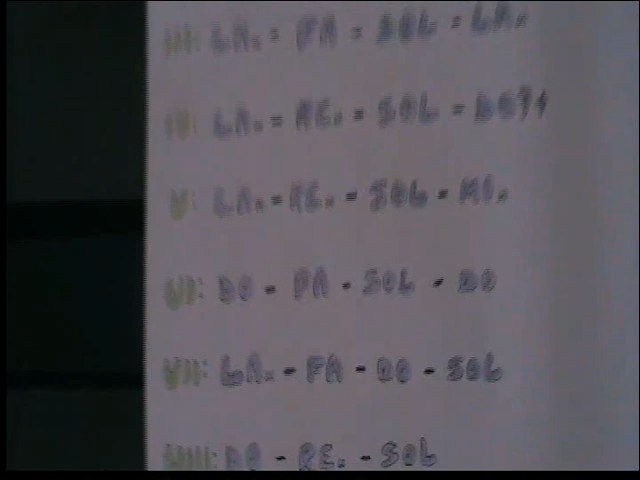 III: LAm = FA = SOL = LAm
IV: LAm = REm = SOL = DO7
V: LAm = REm = SOL = MIm
VI: DO - FA - SOL - DO
VII: LAm - FA - DO - SOL
VIII: DO - REm - SOL